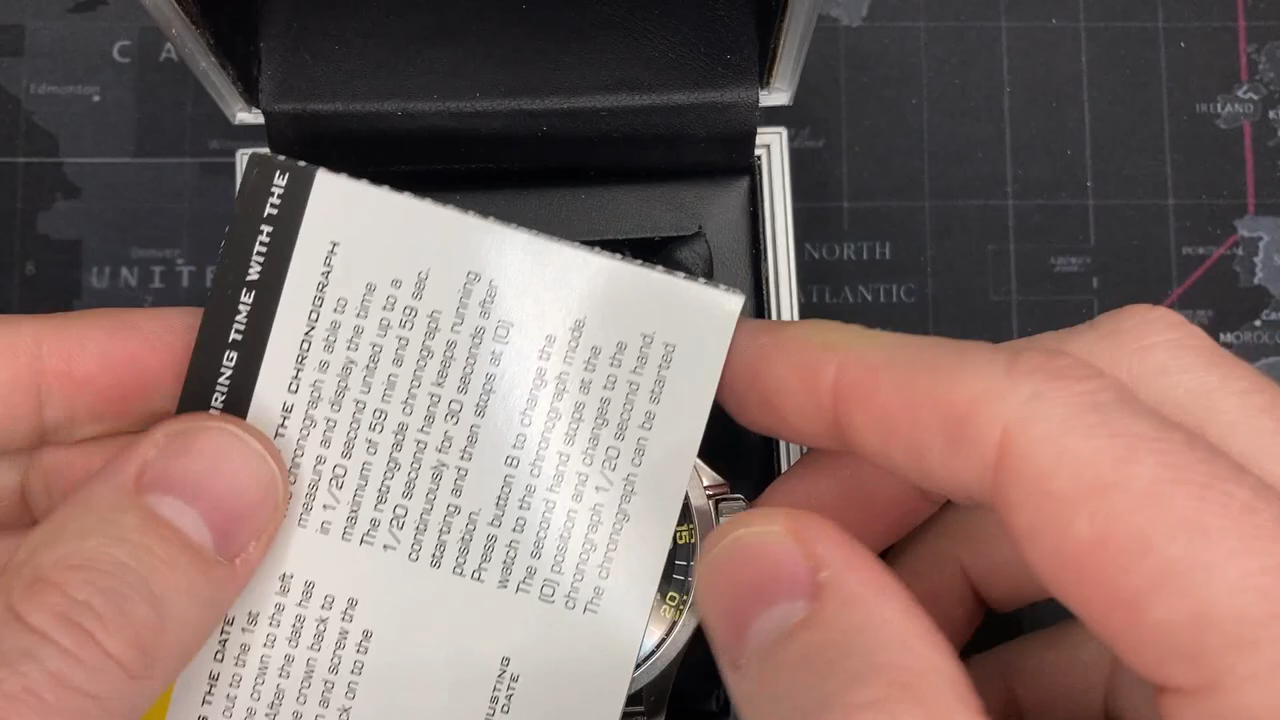 CA
Edmonton
IRELAND
Denver
UNITE
NORTH
ATLANTIC
PORTUGAL
MOROCCO
RING TIME WITH THE
THE CHRONOGRAPH
chronograph is able to
measure and display the time
in 1/20 second united up to a
maximum of 59 min and 59 sec.
The retrograde chronograph
1/20 second hand keeps running
continuously for 30 seconds after
starting and then stops at (0)
position.
Press button B to change the
watch to the chronograph mode.
The second hand stops at the
(0) position and changes to the
chronograph 1/20 second hand.
The chronograph can be started
THE DATE
out to the 1st
e crown to the left
After the date has
e crown back to
n and screw the
ck on to the
USTING
DATE
15
20